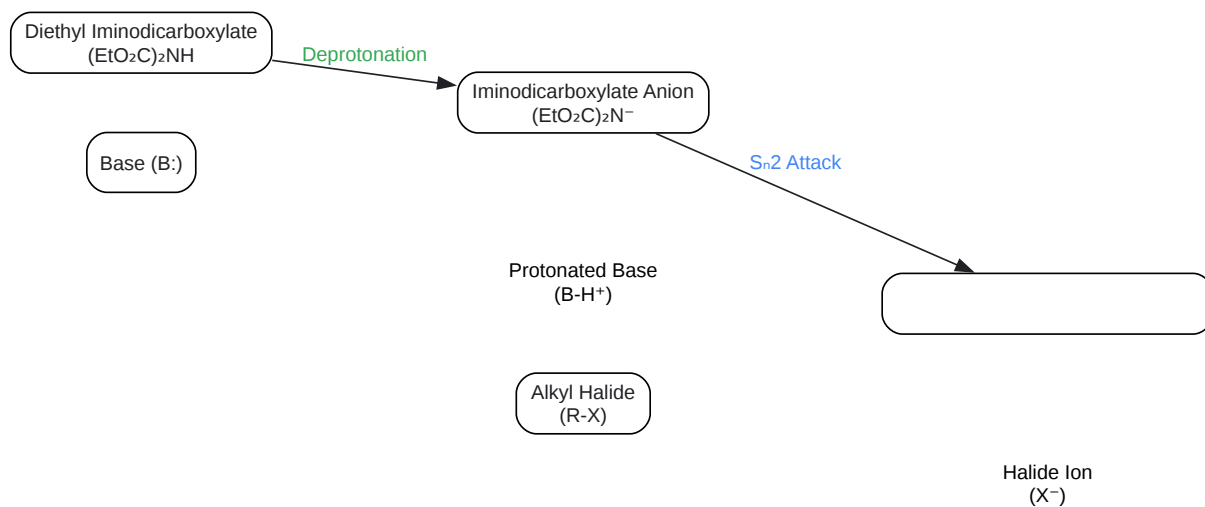 Diethyl Iminodicarboxylate
(EtO₂C)₂NH
Deprotonation
Iminodicarboxylate Anion
(EtO₂C)₂N⁻
Base (B:)
Sₙ2 Attack
Protonated Base
(B-H⁺)
Alkyl Halide
(R-X)
Halide Ion
(X⁻)